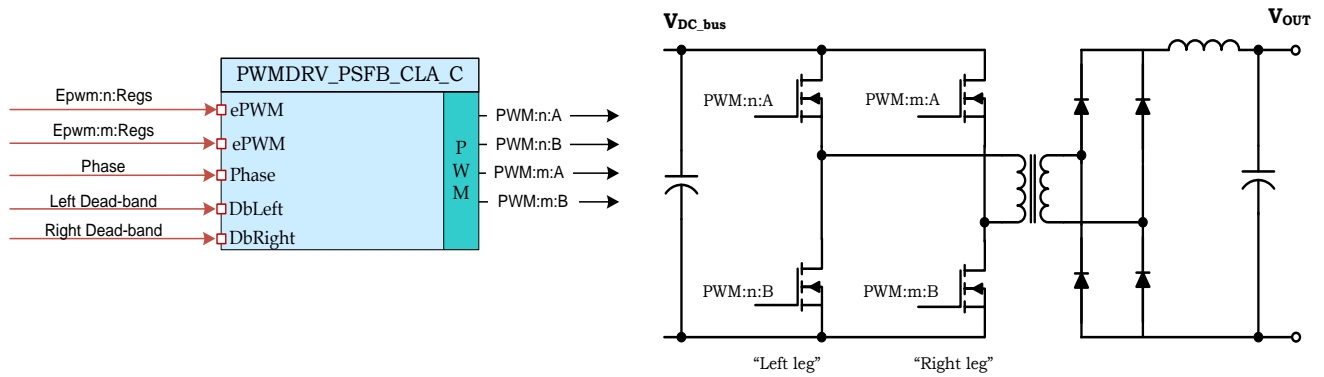 PWMDRV_PSFB_CLA_C
Epwm:n:Regs
ePWM
Epwm:m:Regs
ePWM
Phase
Phase
Left Dead-band
DbLeft
Right Dead-band
DbRight
P
W
M
PWM:n:A
PWM:n:B
PWM:m:A
PWM:m:B
VDC_bus
VOUT
PWM:n:A
PWM:m:A
PWM:n:B
PWM:m:B
“Left leg”
“Right leg”